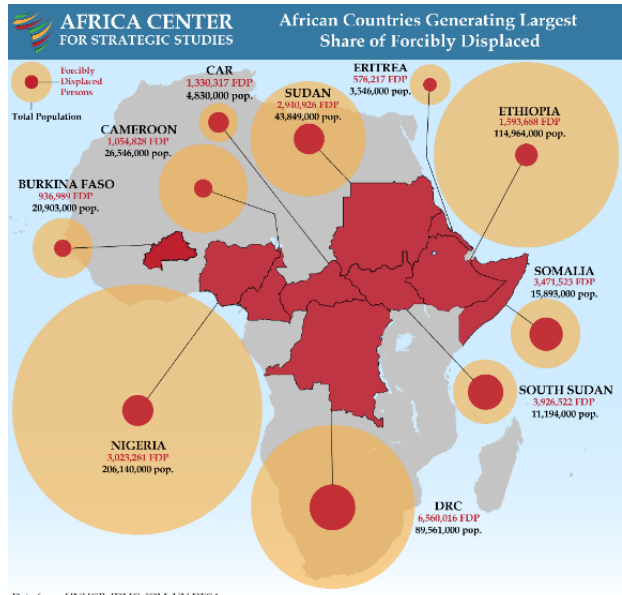 AFRICA CENTER
FOR STRATEGIC STUDIES
African Countries Generating Largest
Share of Forcibly Displaced
Forcibly
Displaced
Persons
Total Population
CAR
1,330,317 FDP
4,830,000 pop.
SUDAN
2,940,926 FDP
43,849,000 pop.
ERITREA
576,217 FDP
3,546,000 pop.
ETHIOPIA
1,593,688 FDP
114,964,000 pop.
CAMEROON
1,054,828 FDP
26,546,000 pop.
BURKINA FASO
936,989 FDP
20,903,000 pop.
SOMALIA
3,471,523 FDP
15,893,000 pop.
SOUTH SUDAN
3,926,522 FDP
11,194,000 pop.
NIGERIA
3,023,261 FDP
206,140,000 pop.
DRC
6,560,016 FDP
89,561,000 pop.